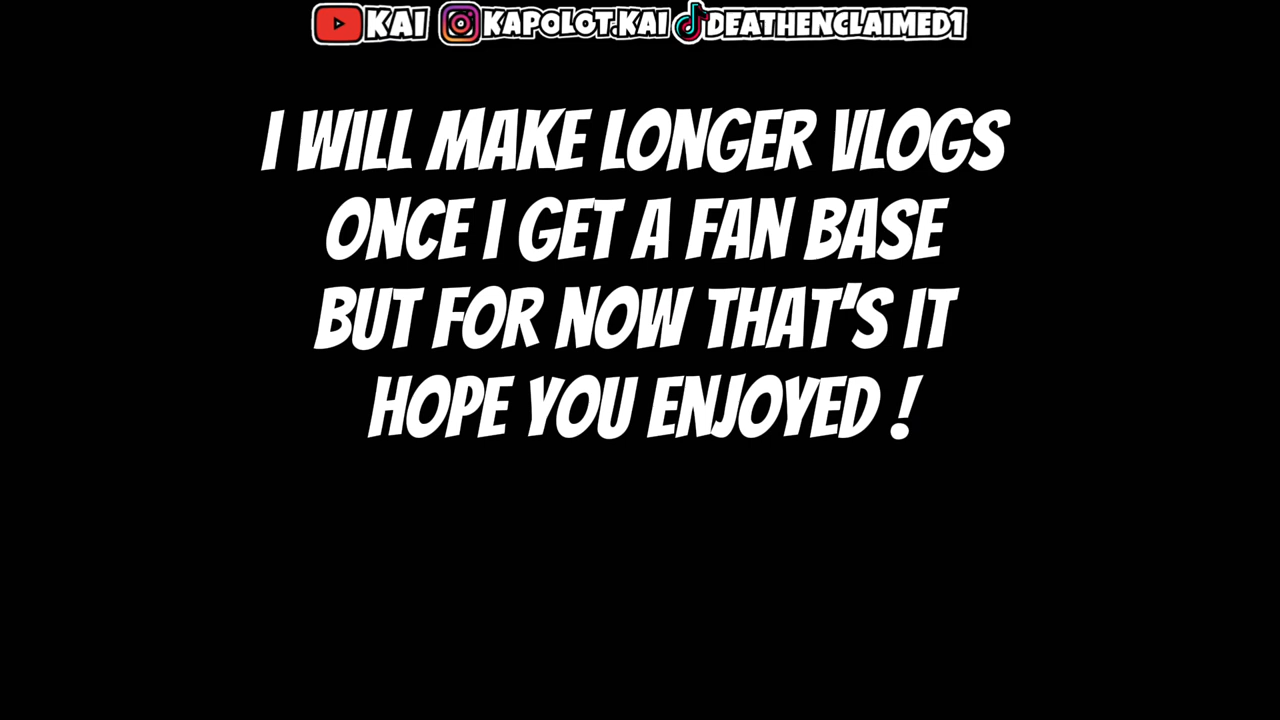 KAI KAPOLOT.KAI DEATHENCLAIMED1
I WILL MAKE LONGER VLOGS
ONCE I GET A FAN BASE
BUT FOR NOW THAT'S IT
HOPE YOU ENJOYED !